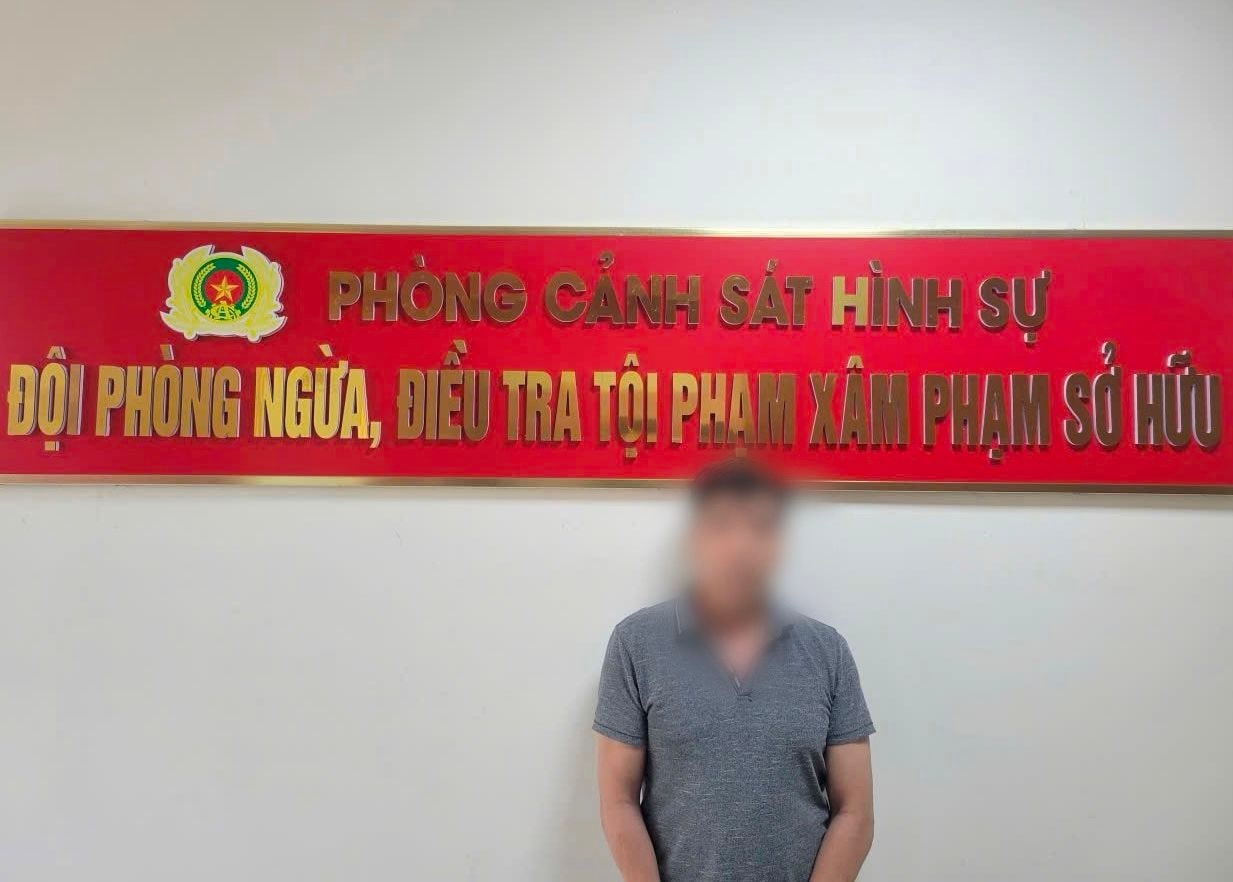 PHÒNG CẢNH SÁT HÌNH SỰ
ĐỘI PHÒNG NGỪA, ĐIỀU TRA TỘI PHẠM XÂM PHẠM SỞ HỮU